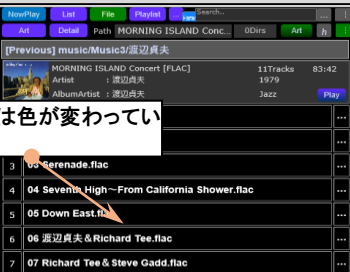 NowPlay List File Playlist ... Search... ...
Art Detail Path MORNING ISLAND Conc... 0Dirs Art h
[Previous] music/Music3/渡辺貞夫
MORNING ISLAND Concert [FLAC] 11Tracks 83:42
Artist : 渡辺貞夫 1979
AlbumArtist : 渡辺貞夫 Jazz Play
は色が変わってい
...
...
3 03 Serenade.flac ...
4 04 Seventh High～From California Shower.flac ...
5 05 Down East.flac ...
6 06 渡辺貞夫＆Richard Tee.flac ...
7 07 Richard Tee＆Steve Gadd.flac ...